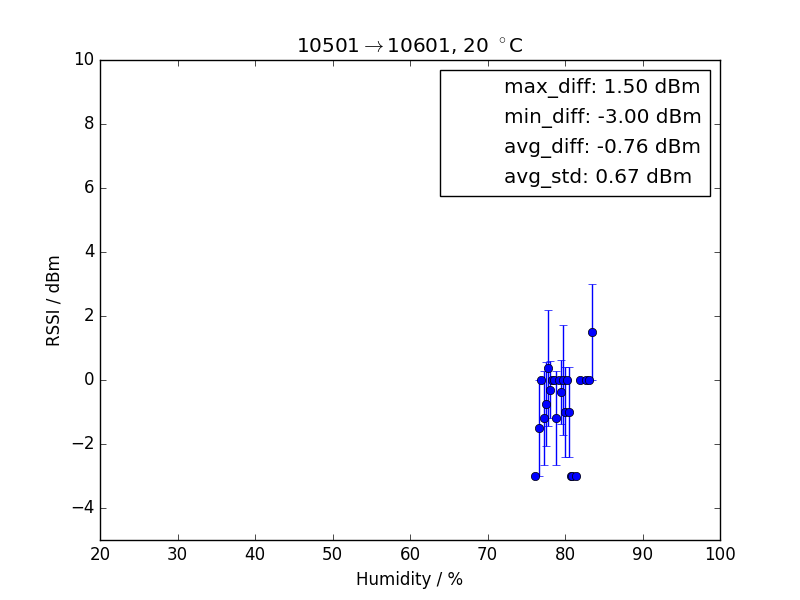 10501→10601, 20 °C
max_diff: 1.50 dBm
min_diff: -3.00 dBm
avg_diff: -0.76 dBm
avg_std: 0.67 dBm
10
8
6
4
2
0
−2
−4
RSSI / dBm
20 30 40 50 60 70 80 90 100
Humidity / %